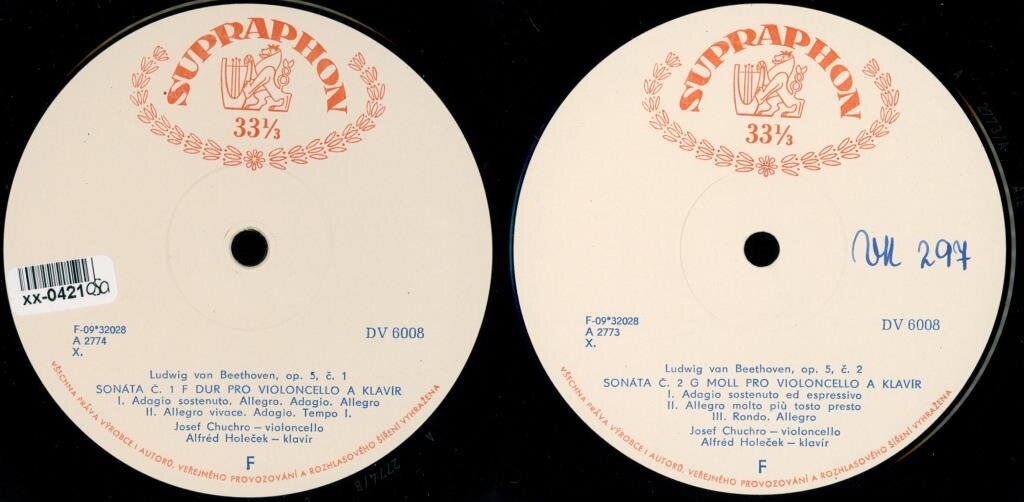 SUPRAPHON
33⅓
xx-0421
F-09*32028
A 2774
X.
DV 6008
Ludwig van Beethoven, op. 5, č. 1
SONÁTA Č. 1 F DUR PRO VIOLONCELLO A KLAVÍR
I. Adagio sostenuto. Allegro. Adagio. Allegro
II. Allegro vivace. Adagio. Tempo I.
Josef Chuchro – violoncello
Alfréd Holeček – klavír
F
VŠECHNA PRÁVA VÝROBCE I AUTORŮ, VEŘEJNÉHO PROVOZOVÁNÍ A ROZHLASOVÉHO ŠÍŘENÍ VYHRAŽENA
2774/B
SUPRAPHON
33⅓
2773/A
297
F-09*32028
A 2773
X.
DV 6008
Ludwig van Beethoven, op. 5, č. 2
SONÁTA Č. 2 G MOLL PRO VIOLONCELLO A KLAVÍR
I. Adagio sostenuto ed espressivo
II. Allegro molto più tosto presto
III. Rondo. Allegro
Josef Chuchro – violoncello
Alfréd Holeček – klavír
F
VŠECHNA PRÁVA VÝROBCE I AUTORŮ, VEŘEJNÉHO PROVOZOVÁNÍ A ROZHLASOVÉHO ŠÍŘENÍ VYHRAŽENA